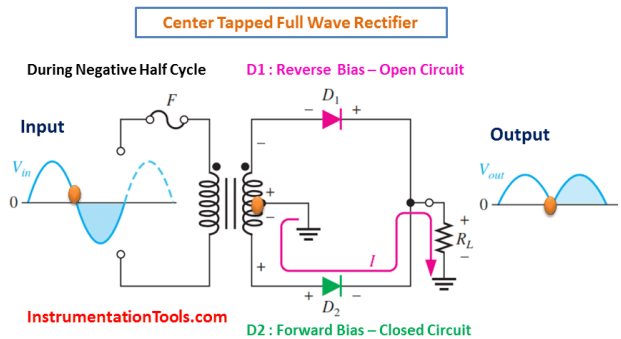 Center Tapped Full Wave Rectifier
During Negative Half Cycle
D1 : Reverse Bias – Open Circuit
F
D1
− +
Input
Output
Vin
Vout
0
0
−
+
−
+
+
RL
−
I
+ −
D2
InstrumentationTools.com
D2 : Forward Bias – Closed Circuit